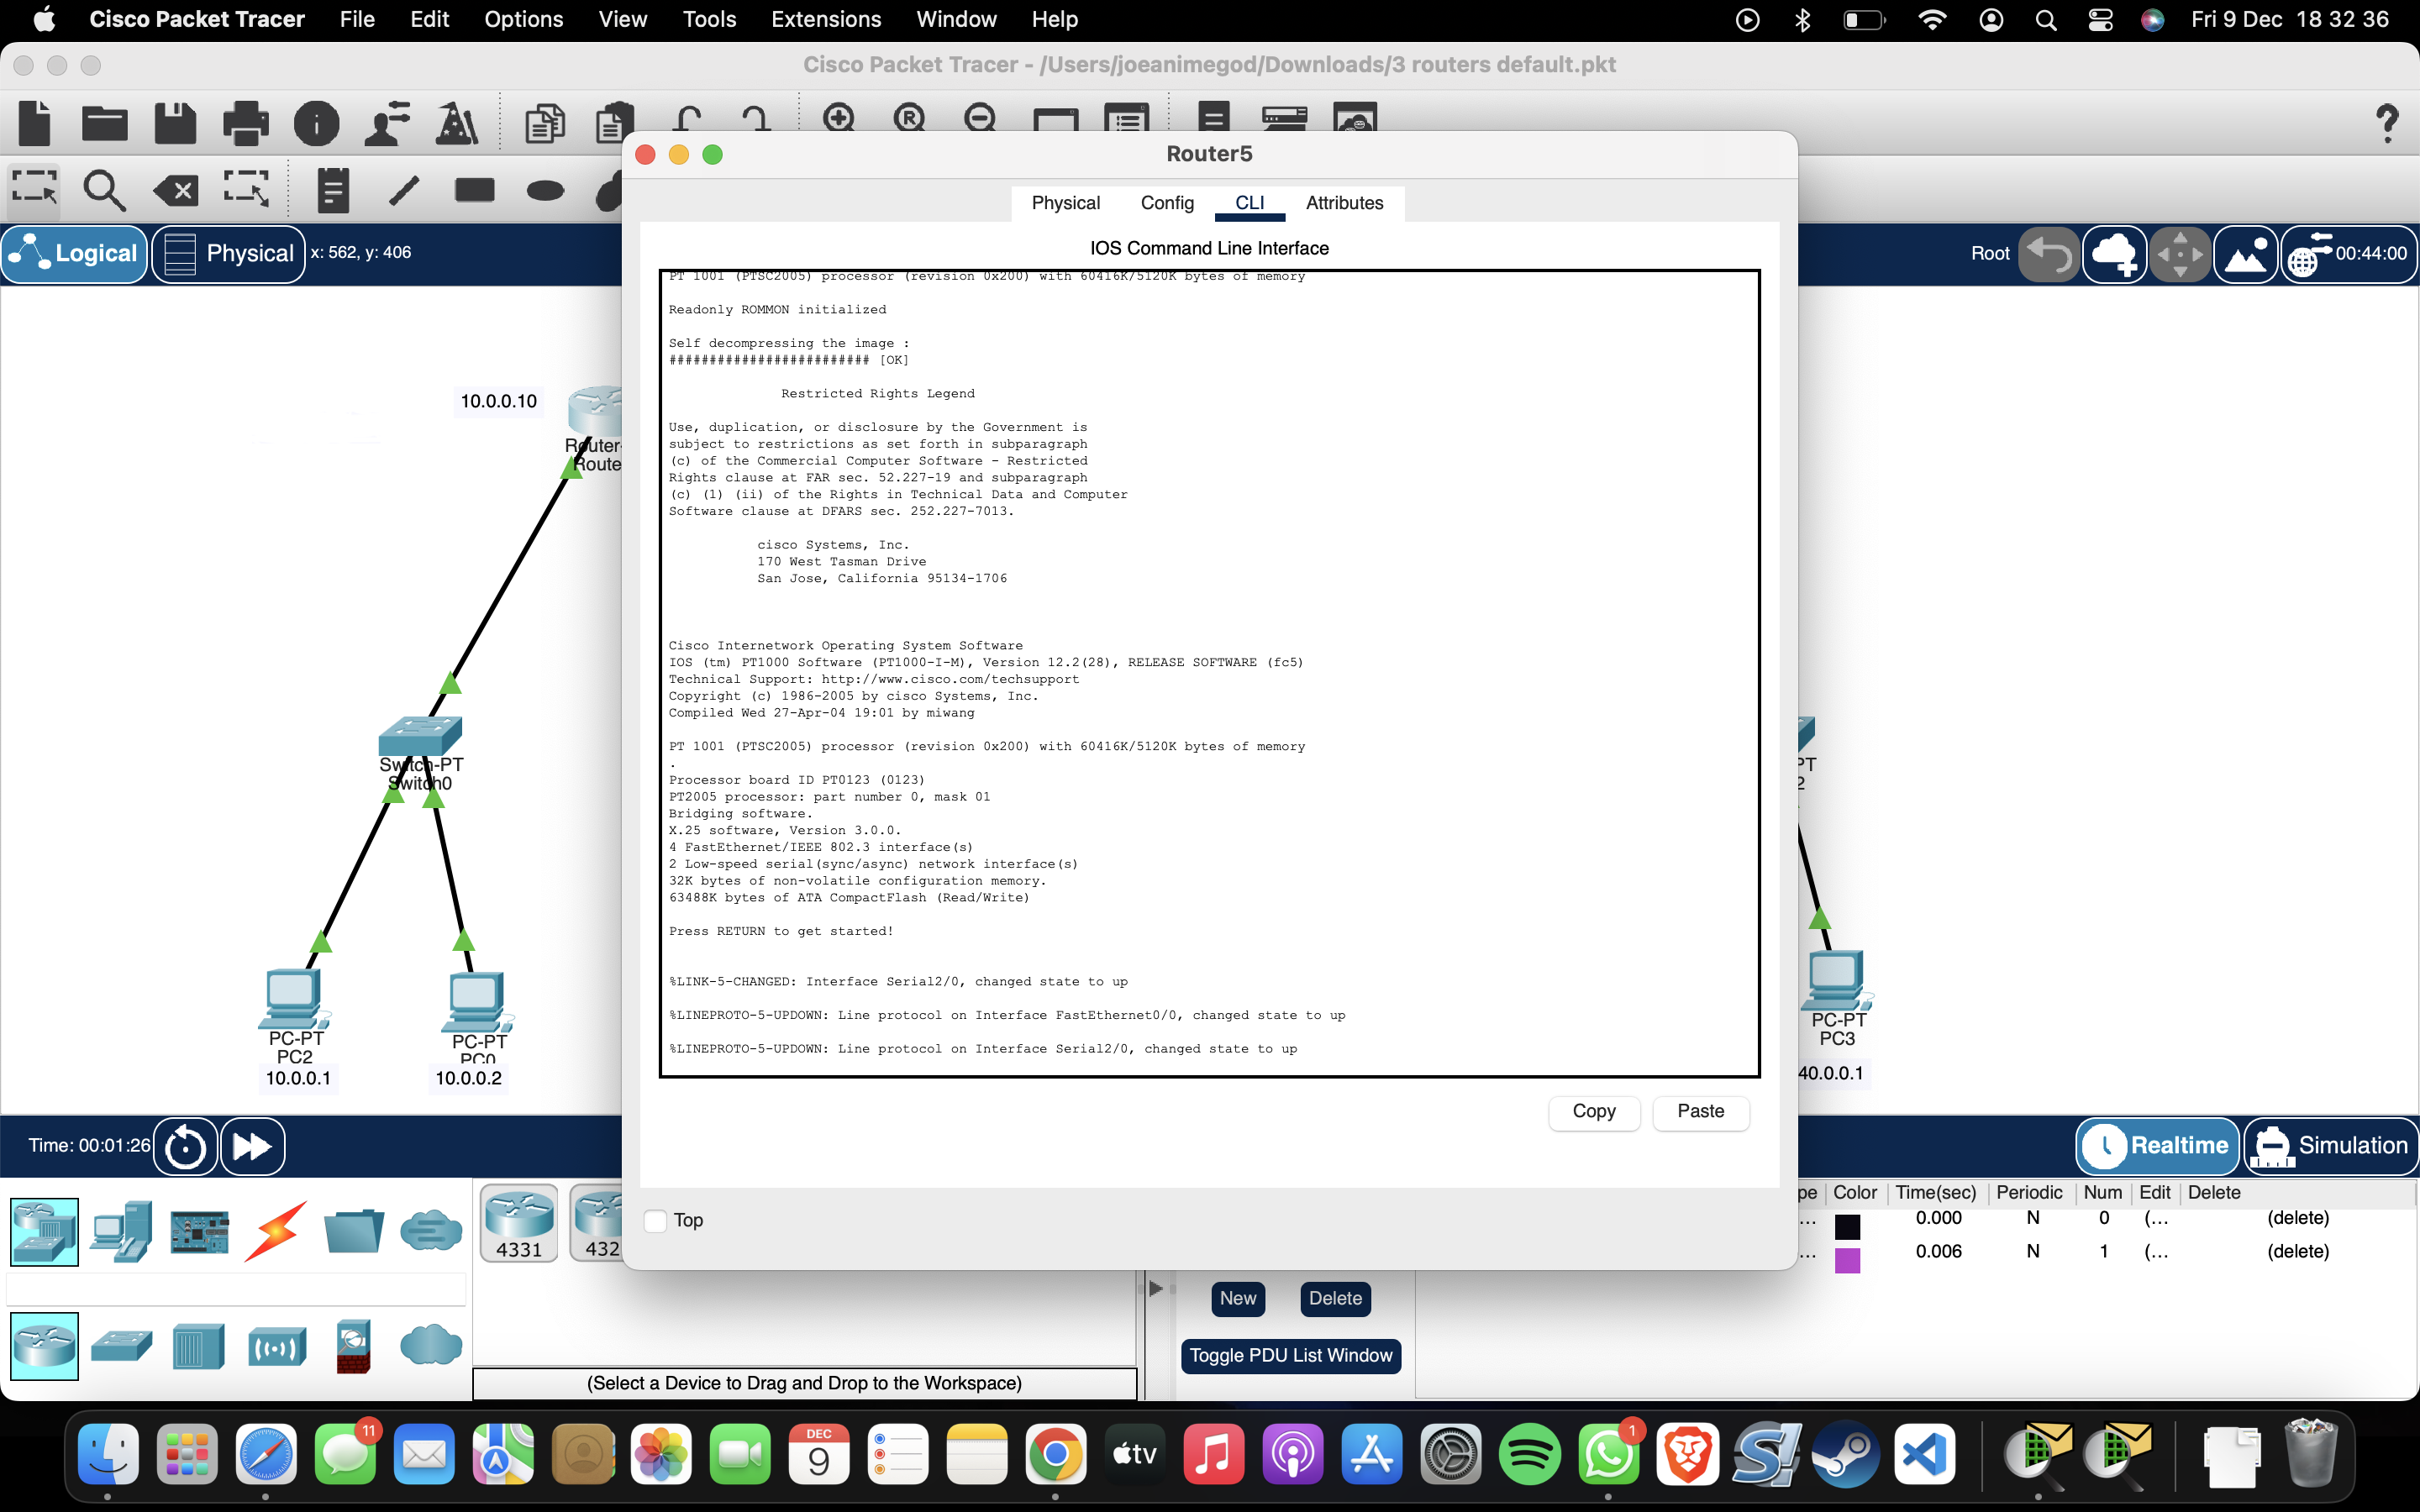 Cisco Packet Tracer File Edit Options View Tools Extensions Window Help Fri 9 Dec 18 32 36
Cisco Packet Tracer - /Users/joeanimegod/Downloads/3 routers default.pkt
Router5
Physical Config CLI Attributes
Logical Physical x: 562, y: 406
Root 00:44:00
IOS Command Line Interface
PT 1001 (PTSC2005) processor (revision 0x200) with 60416K/5120K bytes of memory
Readonly ROMMON initialized
Self decompressing the image :
######################### [OK]
Restricted Rights Legend
Use, duplication, or disclosure by the Government is
subject to restrictions as set forth in subparagraph
(c) of the Commercial Computer Software - Restricted
Rights clause at FAR sec. 52.227-19 and subparagraph
(c) (1) (ii) of the Rights in Technical Data and Computer
Software clause at DFARS sec. 252.227-7013.
cisco Systems, Inc.
170 West Tasman Drive
San Jose, California 95134-1706
Cisco Internetwork Operating System Software
IOS (tm) PT1000 Software (PT1000-I-M), Version 12.2(28), RELEASE SOFTWARE (fc5)
Technical Support: http://www.cisco.com/techsupport
Copyright (c) 1986-2005 by cisco Systems, Inc.
Compiled Wed 27-Apr-04 19:01 by miwang
PT 1001 (PTSC2005) processor (revision 0x200) with 60416K/5120K bytes of memory
.
Processor board ID PT0123 (0123)
PT2005 processor: part number 0, mask 01
Bridging software.
X.25 software, Version 3.0.0.
4 FastEthernet/IEEE 802.3 interface(s)
2 Low-speed serial(sync/async) network interface(s)
32K bytes of non-volatile configuration memory.
63488K bytes of ATA CompactFlash (Read/Write)
Press RETURN to get started!
%LINK-5-CHANGED: Interface Serial2/0, changed state to up
%LINEPROTO-5-UPDOWN: Line protocol on Interface FastEthernet0/0, changed state to up
%LINEPROTO-5-UPDOWN: Line protocol on Interface Serial2/0, changed state to up
Copy Paste
Top
10.0.0.10
Router-
Route
Switch-PT
Switch0
PC-PT
PC2
10.0.0.1
PC-PT
PC0
10.0.0.2
PT
2
PC-PT
PC3
40.0.0.1
Time: 00:01:26
Realtime Simulation
4331 432
pe Color Time(sec) Periodic Num Edit Delete
... 0.000 N 0 (... (delete)
... 0.006 N 1 (... (delete)
New Delete
Toggle PDU List Window
(Select a Device to Drag and Drop to the Workspace)
11
DEC
9
tv
1